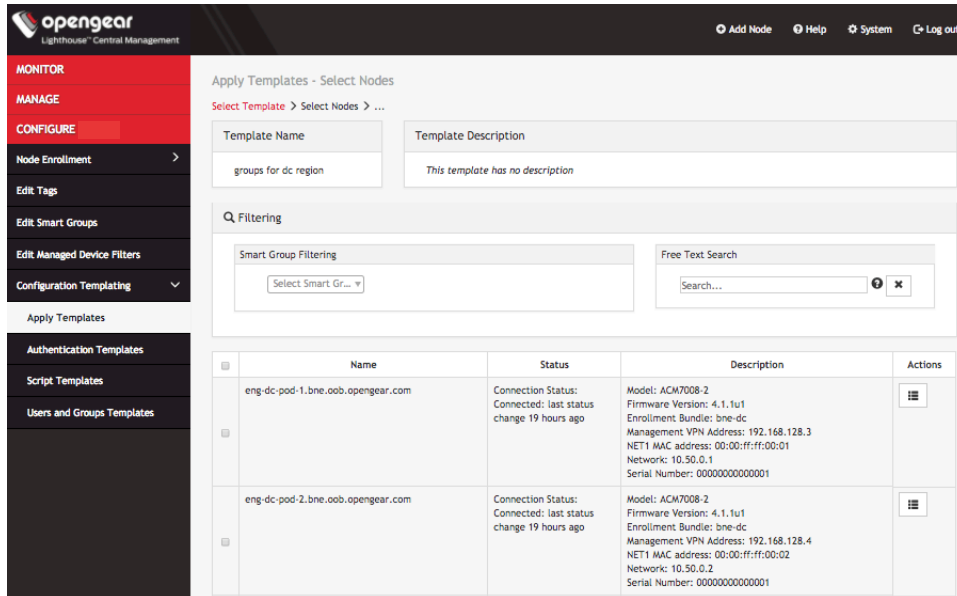 opengear
Lighthouse™ Central Management
Add Node
Help
System
Log out
MONITOR
MANAGE
CONFIGURE
Node Enrollment
Edit Tags
Edit Smart Groups
Edit Managed Device Filters
Configuration Templating
Apply Templates
Authentication Templates
Script Templates
Users and Groups Templates
Apply Templates - Select Nodes
Select Template > Select Nodes > ...
Template Name
groups for dc region
Template Description
This template has no description
Filtering
Smart Group Filtering
Select Smart Gr...
Free Text Search
Search...
Name Status Description Actions
eng-dc-pod-1.bne.oob.opengear.com
Connection Status:
Connected: last status
change 19 hours ago
Model: ACM7008-2
Firmware Version: 4.1.1u1
Enrollment Bundle: bne-dc
Management VPN Address: 192.168.128.3
NET1 MAC address: 00:00:ff:ff:00:01
Network: 10.50.0.1
Serial Number: 00000000000001
eng-dc-pod-2.bne.oob.opengear.com
Connection Status:
Connected: last status
change 19 hours ago
Model: ACM7008-2
Firmware Version: 4.1.1u1
Enrollment Bundle: bne-dc
Management VPN Address: 192.168.128.4
NET1 MAC address: 00:00:ff:ff:00:02
Network: 10.50.0.2
Serial Number: 00000000000001